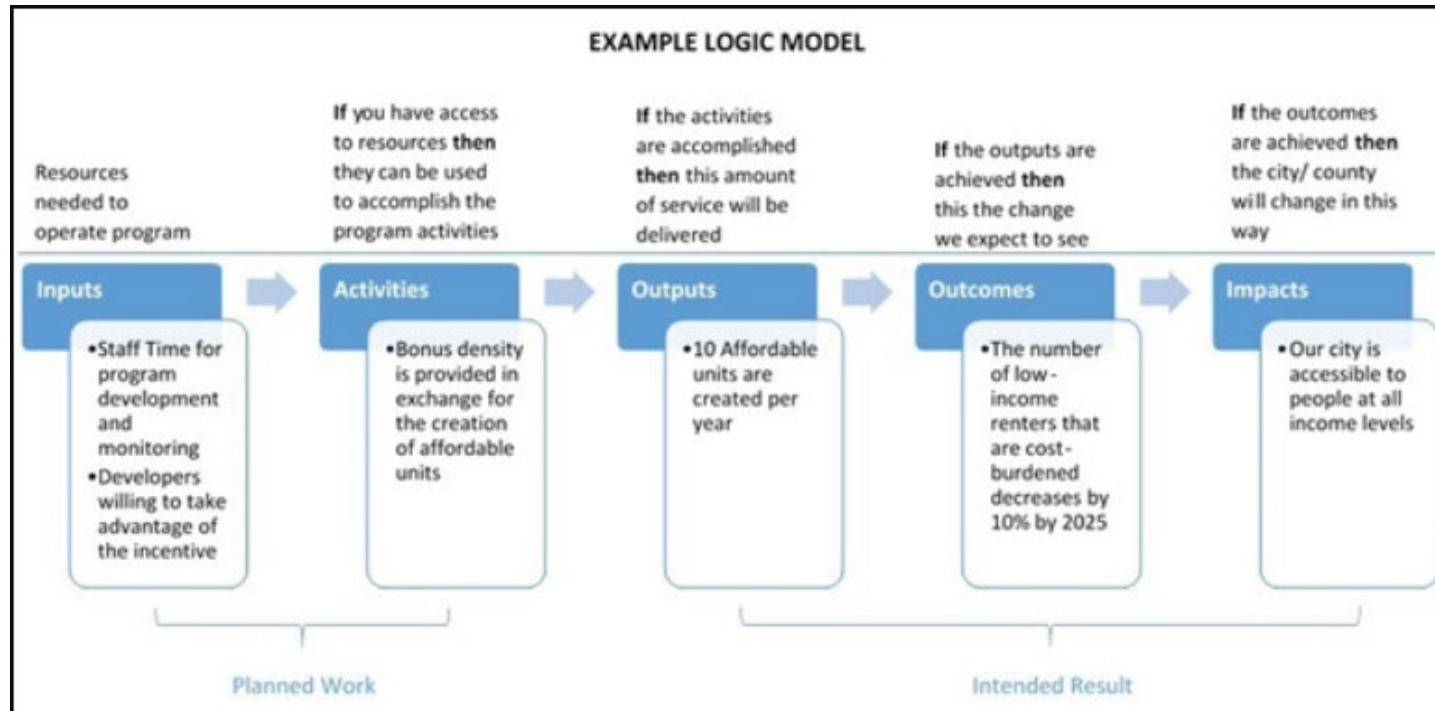 EXAMPLE LOGIC MODEL
Resources
needed to
operate program
If you have access
to resources then
they can be used
to accomplish the
program activities
If the activities
are accomplished
then this amount
of service will be
delivered
If the outputs are
achieved then
this the change
we expect to see
If the outcomes
are achieved then
the city/ county
will change in this
way
Inputs
•Staff Time for
program
development
and
monitoring
•Developers
willing to take
advantage of
the incentive
Activities
•Bonus density
is provided in
exchange for
the creation
of affordable
units
Outputs
•10 Affordable
units are
created per
year
Outcomes
•The number
of low-
income
renters that
are cost-
burdened
decreases by
10% by 2025
Impacts
•Our city is
accessible to
people at all
income levels
Planned Work
Intended Result